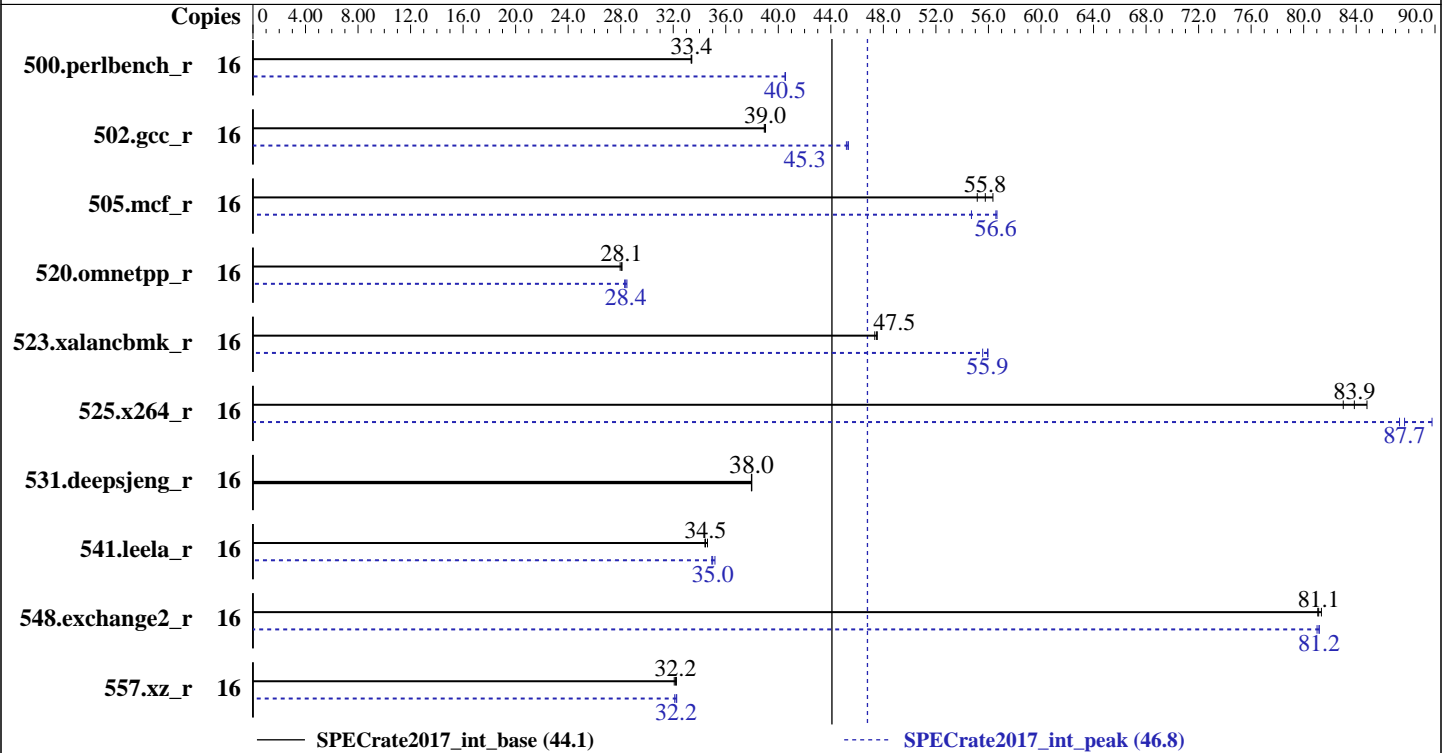 Copies 0 4.00 8.00 12.0 16.0 20.0 24.0 28.0 32.0 36.0 40.0 44.0 48.0 52.0 56.0 60.0 64.0 68.0 72.0 76.0 80.0 84.0 90.0
33.4
500.perlbench_r 16
40.5
39.0
502.gcc_r 16
45.3
55.8
505.mcf_r 16
56.6
28.1
520.omnetpp_r 16
28.4
47.5
523.xalancbmk_r 16
55.9
83.9
525.x264_r 16
87.7
38.0
531.deepsjeng_r 16
34.5
541.leela_r 16
35.0
81.1
548.exchange2_r 16
81.2
32.2
557.xz_r 16
32.2
SPECrate2017_int_base (44.1) SPECrate2017_int_peak (46.8)